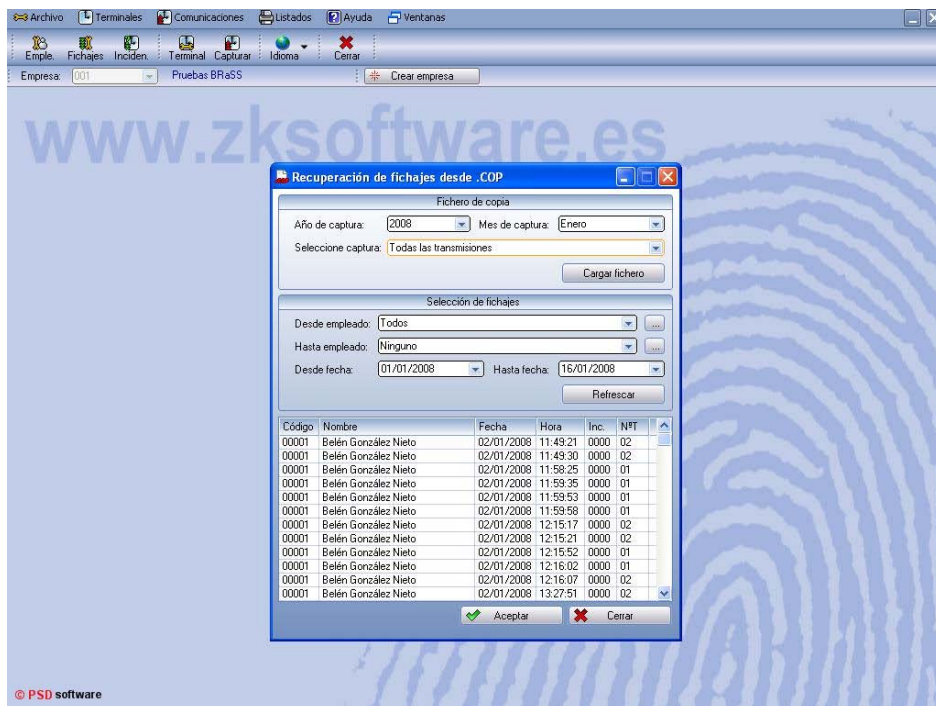 Archivo Terminales Comunicaciones Listados Ayuda Ventanas
Emple. Fichajes Inciden. Terminal Capturar Idioma Cerrar
Empresa: 001 Pruebas BRaSS Crear empresa
www.zksoftware.es
Recuperación de fichajes desde .COP
Fichero de copia
Año de captura: 2008 Mes de captura: Enero
Seleccione captura: Todas las transmisiones
Cargar fichero
Selección de fichajes
Desde empleado: Todos ...
Hasta empleado: Ninguno ...
Desde fecha: 01/01/2008 Hasta fecha: 16/01/2008
Refrescar
Código Nombre Fecha Hora Inc. NºT
00001 Belén González Nieto 02/01/2008 11:49:21 0000 02
00001 Belén González Nieto 02/01/2008 11:49:30 0000 02
00001 Belén González Nieto 02/01/2008 11:58:25 0000 01
00001 Belén González Nieto 02/01/2008 11:59:35 0000 01
00001 Belén González Nieto 02/01/2008 11:59:53 0000 01
00001 Belén González Nieto 02/01/2008 11:59:58 0000 01
00001 Belén González Nieto 02/01/2008 12:15:17 0000 02
00001 Belén González Nieto 02/01/2008 12:15:21 0000 02
00001 Belén González Nieto 02/01/2008 12:15:52 0000 01
00001 Belén González Nieto 02/01/2008 12:16:02 0000 01
00001 Belén González Nieto 02/01/2008 12:16:07 0000 02
00001 Belén González Nieto 02/01/2008 13:27:51 0000 02
Aceptar Cerrar
© PSD software